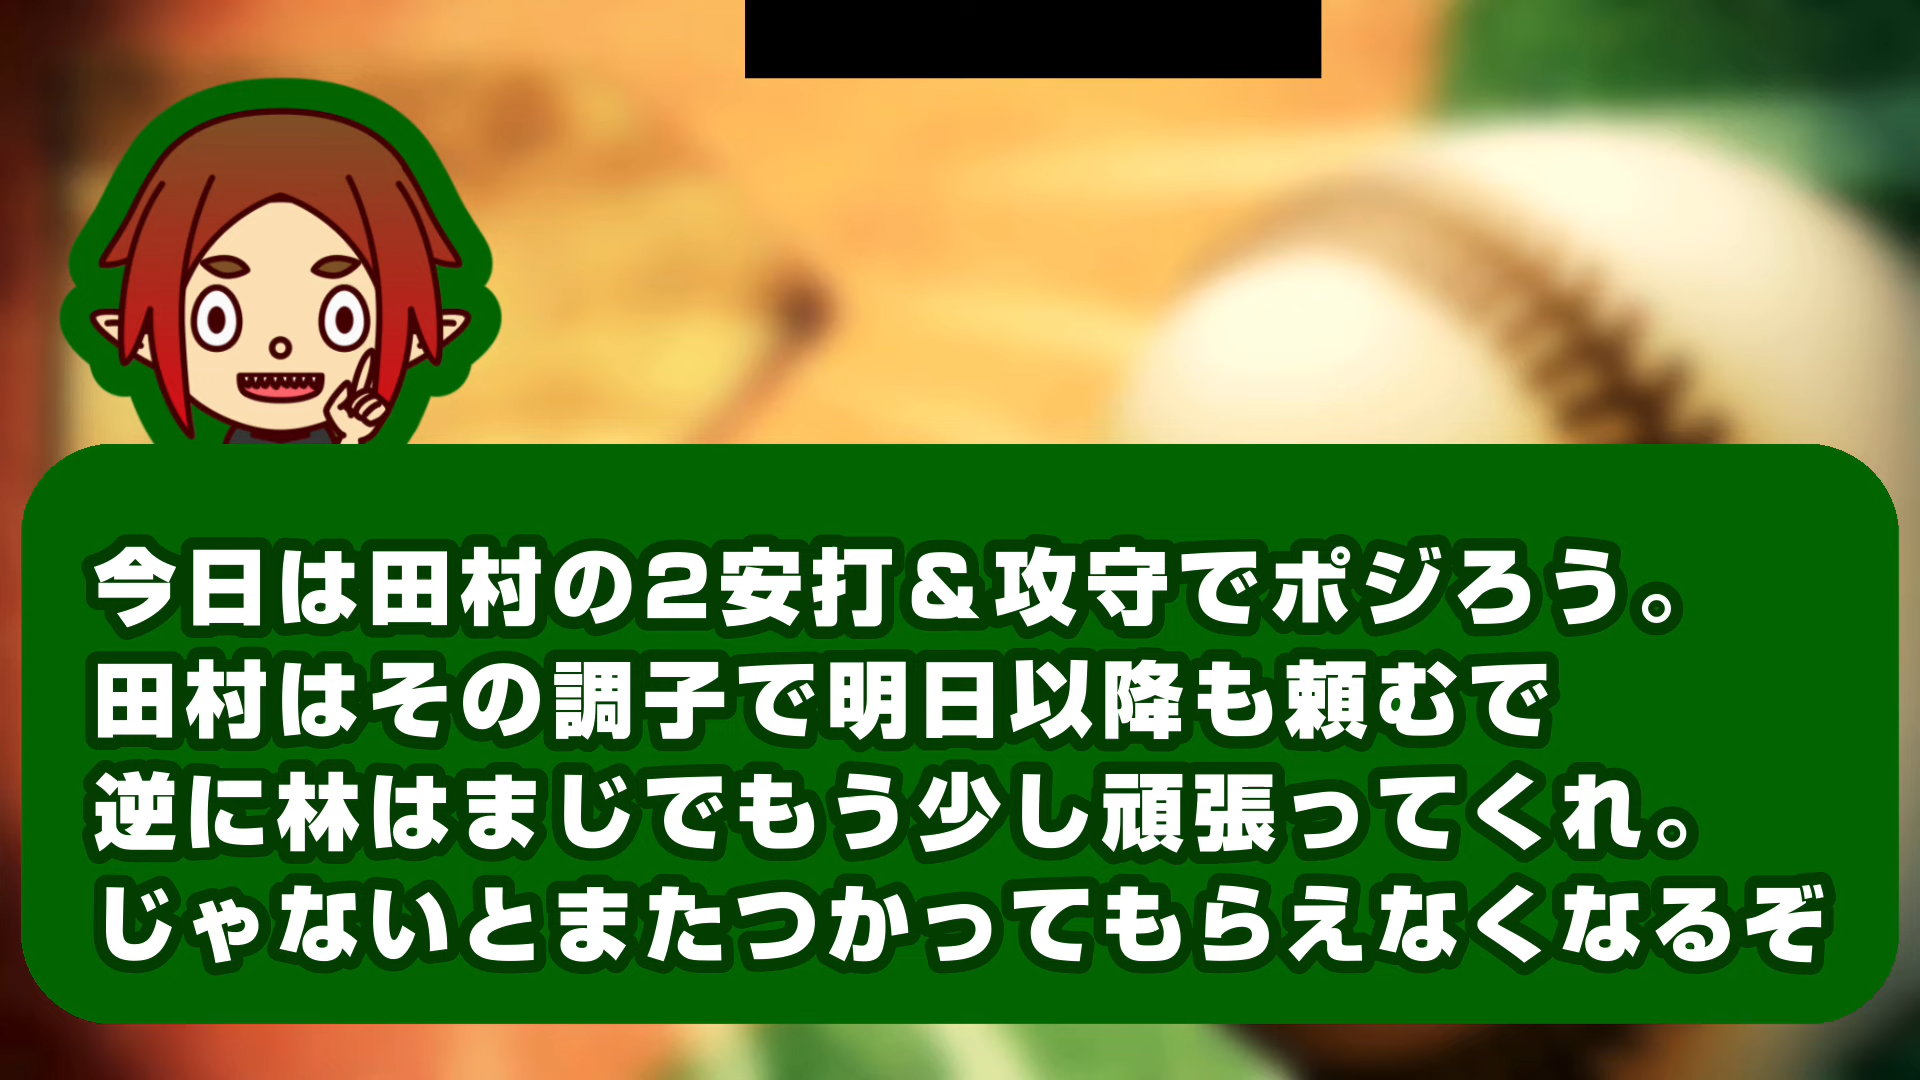 今日は田村の2安打＆攻守でポジろう。
田村はその調子で明日以降も頼むで
逆に林はまじでもう少し頑張ってくれ。
じゃないとまたつかってもらえなくなるぞ